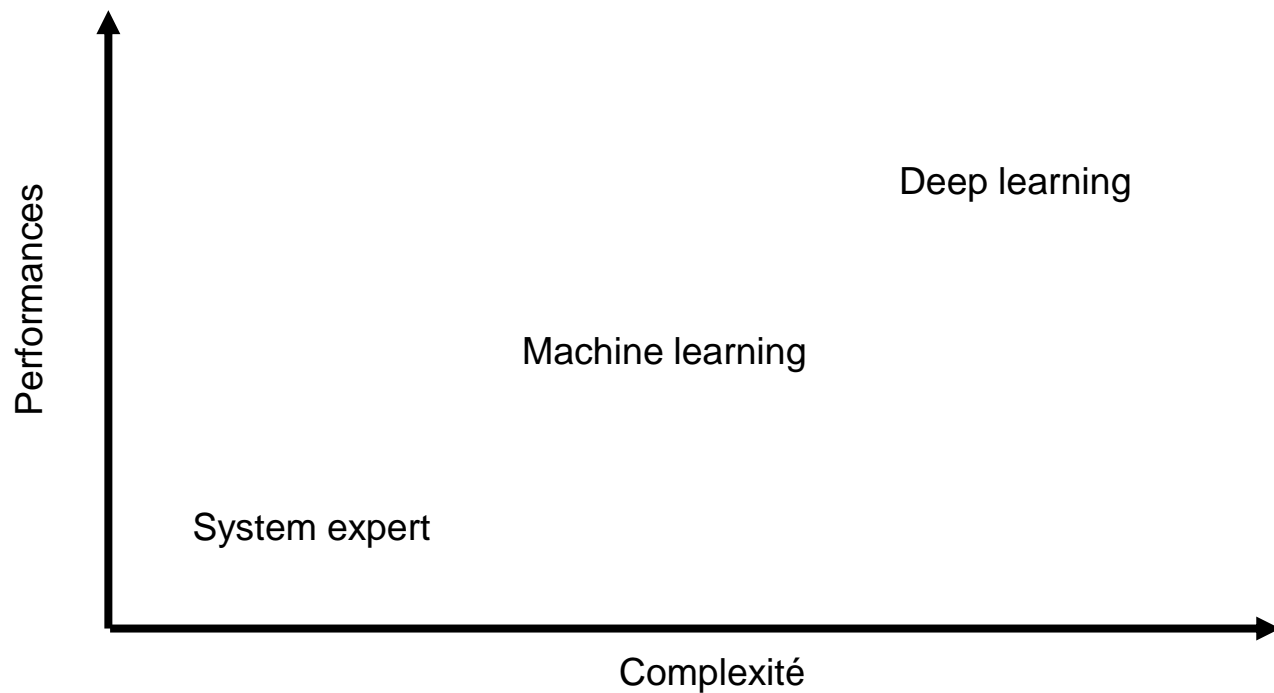 Performances
Deep learning
Machine learning
System expert
Complexité